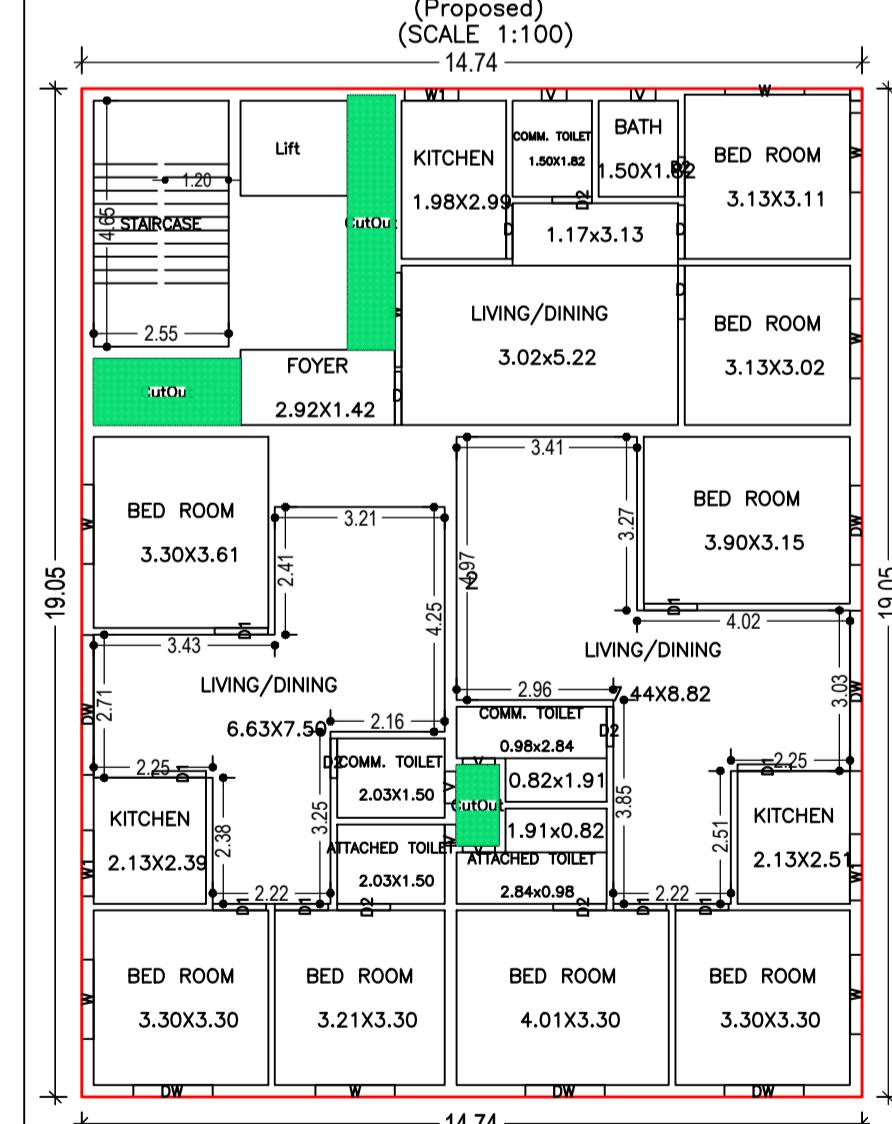 (Proposed)
(SCALE 1:100)
14.74
W1
V
V
W
Lift
KITCHEN
1.98X2.99
COMM. TOILET
1.50X1.82
BATH
1.50X1.82
D2
BED ROOM
3.13X3.11
W
1.20
4.65
STAIRCASE
CutOut
D2
D
1.17x3.13
D
2.55
LIVING/DINING
3.02x5.22
W
D
BED ROOM
3.13X3.02
W
FOYER
2.92X1.42
D
CutOut
3.41
BED ROOM
3.30X3.61
W
3.21
2.41
4.25
4.97
2
3.27
BED ROOM
3.90X3.15
DW
19.05
19.05
D1
D1
3.43
4.02
LIVING/DINING
6.63X7.50
2.71
DW
LIVING/DINING
7.44X8.82
3.03
DW
2.96
2.16
COMM. TOILET
0.98x2.84
D2
2.25
D1
D2
COMM. TOILET
2.03X1.50
V
V
CutOut
0.82x1.91
D1
2.25
KITCHEN
2.13X2.39
W1
2.38
3.25
1.91x0.82
3.85
2.51
KITCHEN
2.13X2.51
W1
ATTACHED TOILET
2.03X1.50
V
ATTACHED TOILET
2.84x0.98
2.22
2.22
D1
D1
D2
D2
D1
D1
BED ROOM
3.30X3.30
BED ROOM
3.21X3.30
BED ROOM
4.01X3.30
BED ROOM
3.30X3.30
W
W
DW
W
DW
DW
14.74